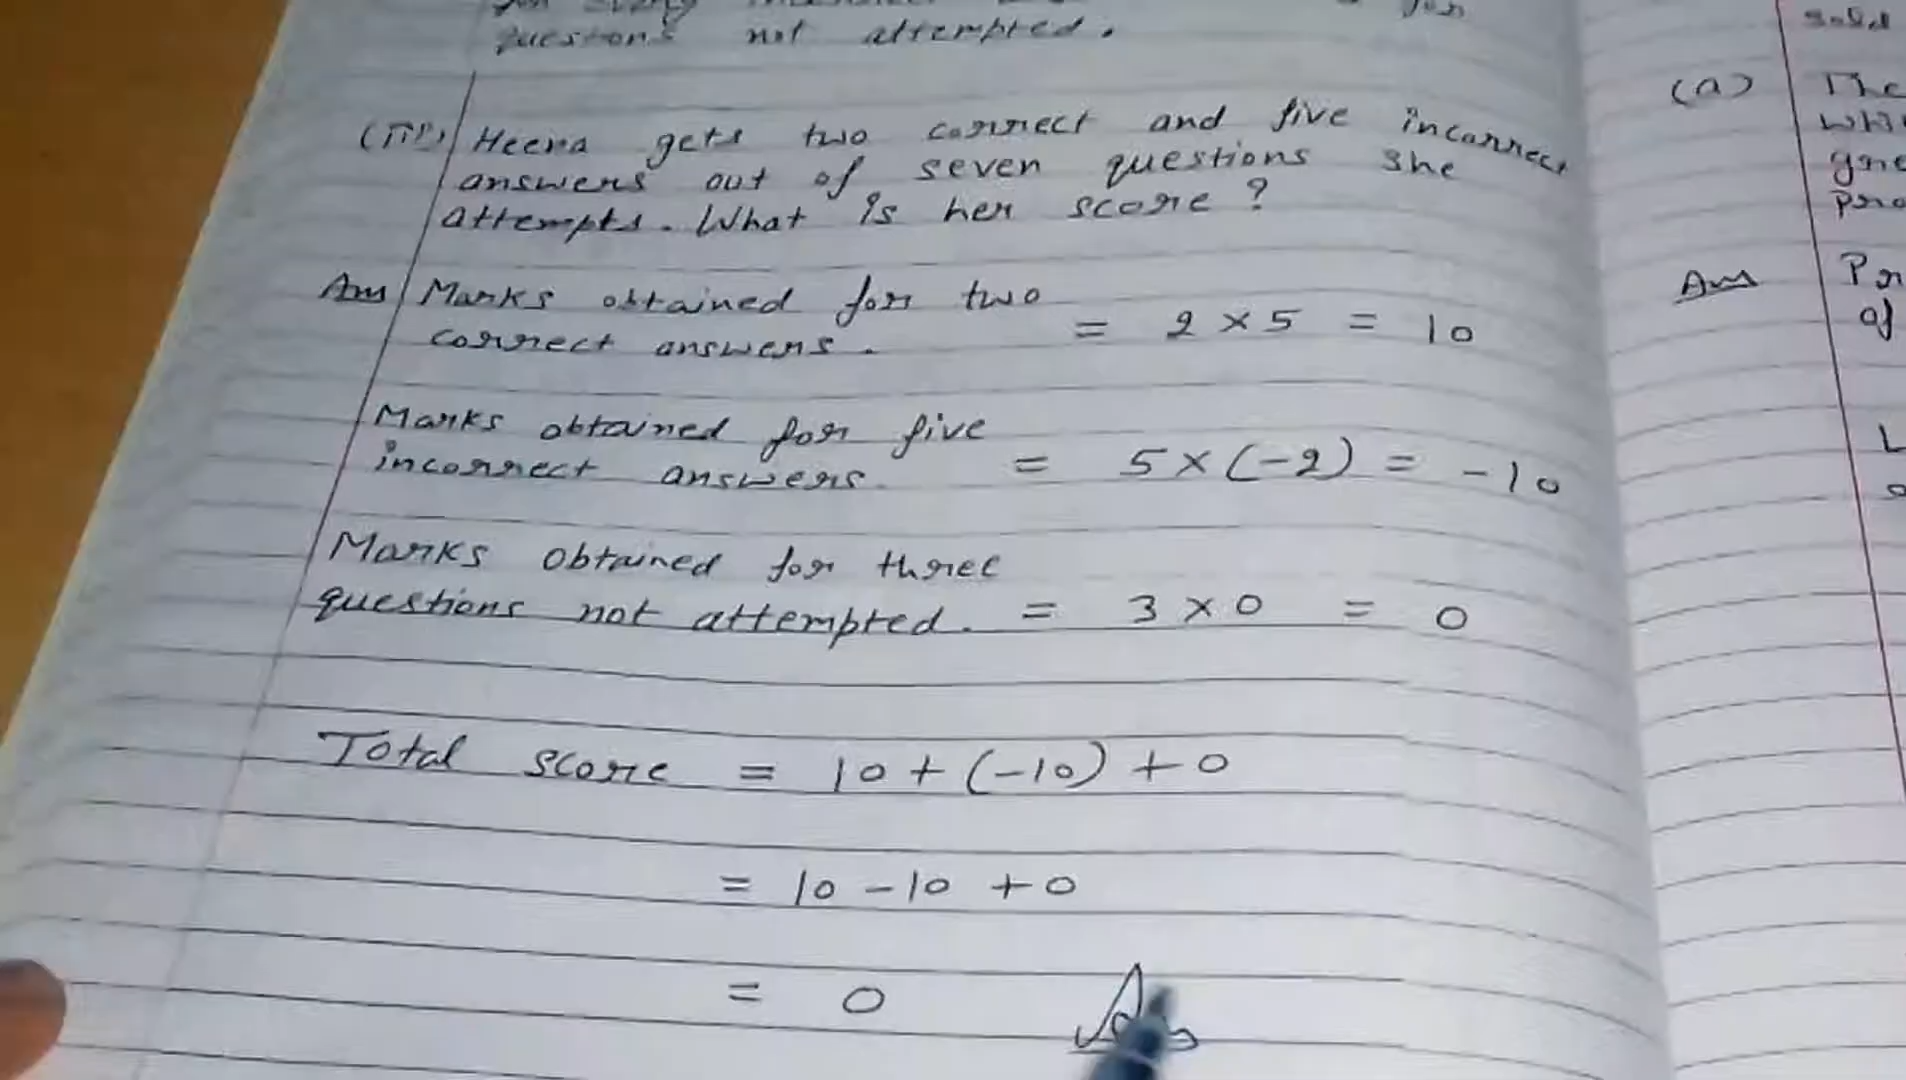 questions not attempted.
(iii) Heena gets two correct and five incorrect
answers out of seven questions she
attempts. What is her score?
Ans Marks obtained for two
correct answers. = 2 × 5 = 10
Marks obtained for five
incorrect answers. = 5 × (-2) = -10
Marks obtained for three
questions not attempted. = 3 × 0 = 0
Total score = 10 + (-10) + 0
= 10 - 10 + 0
= 0 Ans
(a)
Ans
of